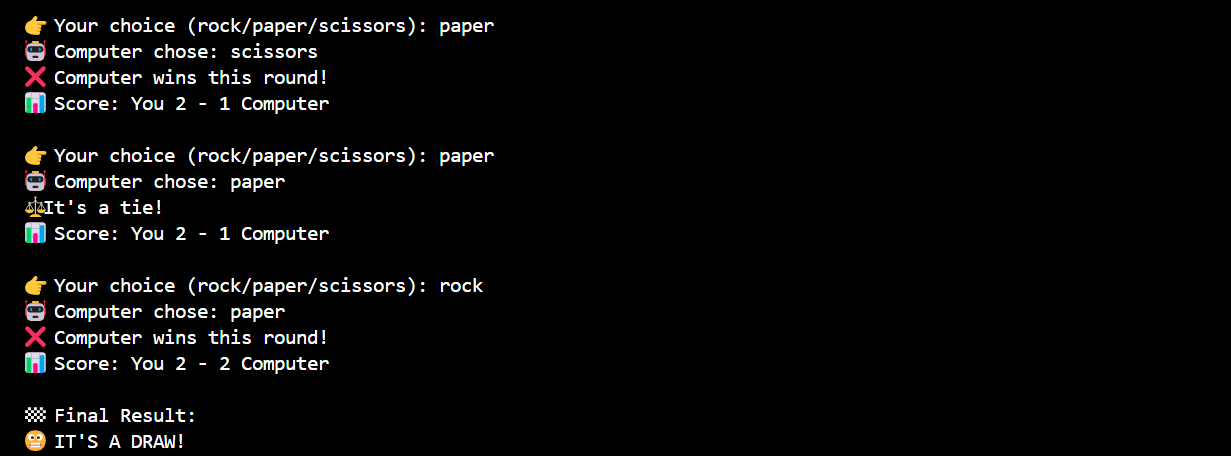 👉 Your choice (rock/paper/scissors): paper
🤖 Computer chose: scissors
❌ Computer wins this round!
📊 Score: You 2 - 1 Computer
👉 Your choice (rock/paper/scissors): paper
🤖 Computer chose: paper
⚖️It's a tie!
📊 Score: You 2 - 1 Computer
👉 Your choice (rock/paper/scissors): rock
🤖 Computer chose: paper
❌ Computer wins this round!
📊 Score: You 2 - 2 Computer
🏁 Final Result:
😬 IT'S A DRAW!